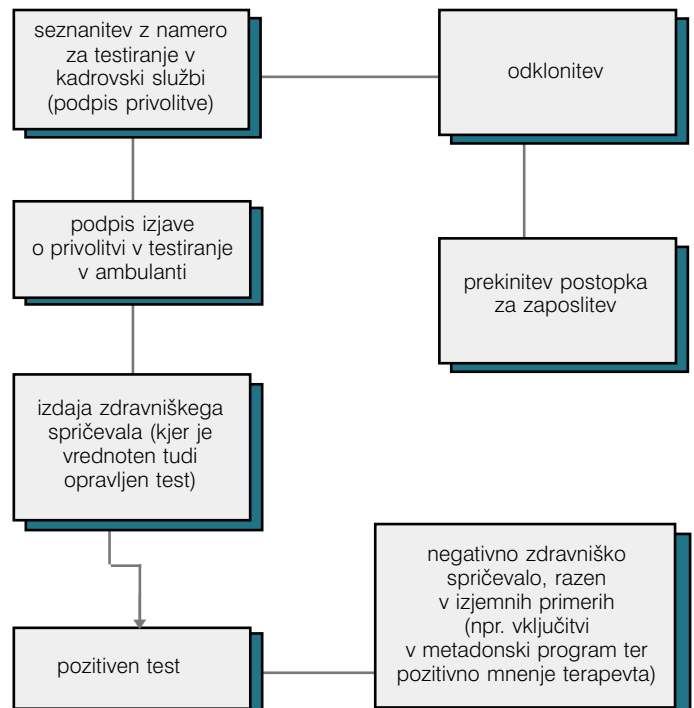 seznanitev z namero
za testiranje v
kadrovski službi
(podpis privolitve)
odklonitev
podpis izjave
o privolitvi v testiranje
v ambulanti
prekinitev postopka
za zaposlitev
izdaja zdravniškega
spričevala (kjer je
vrednoten tudi
opravljen test)
negativno zdravniško
spričevalo, razen
v izjemnih primerih
(npr. vključitvi
v metadonski program ter
pozitivno mnenje terapevta)
pozitiven test